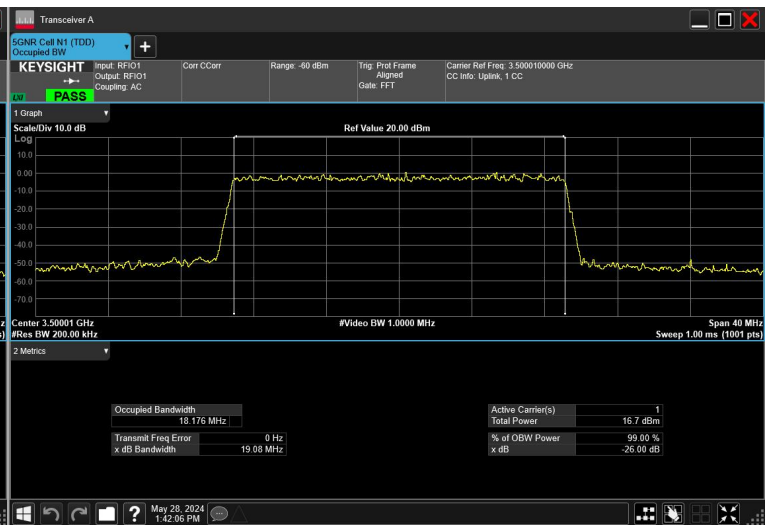 Transceiver A
5GNR Cell N1 (TDD)
Occupied BW
KEYSIGHT
Input: RFIO1
Output: RFIO1
Coupling: AC
Corr CCorr
Range: -60 dBm
Trig: Prot Frame
Aligned
Gate: FFT
Carrier Ref Freq: 3.500010000 GHz
CC Info: Uplink, 1 CC
LXI
PASS
1 Graph
Scale/Div 10.0 dB
Ref Value 20.00 dBm
Log
10.0
0.00
-10.0
-20.0
-30.0
-40.0
-50.0
-60.0
-70.0
Center 3.50001 GHz
#Video BW 1.0000 MHz
Span 40 MHz
#Res BW 200.00 kHz
Sweep 1.00 ms (1001 pts)
2 Metrics
Occupied Bandwidth
18.176 MHz
Active Carrier(s) 1
Total Power 16.7 dBm
Transmit Freq Error 0 Hz
x dB Bandwidth 19.08 MHz
% of OBW Power 99.00 %
x dB -26.00 dB
May 28, 2024
1:42:06 PM